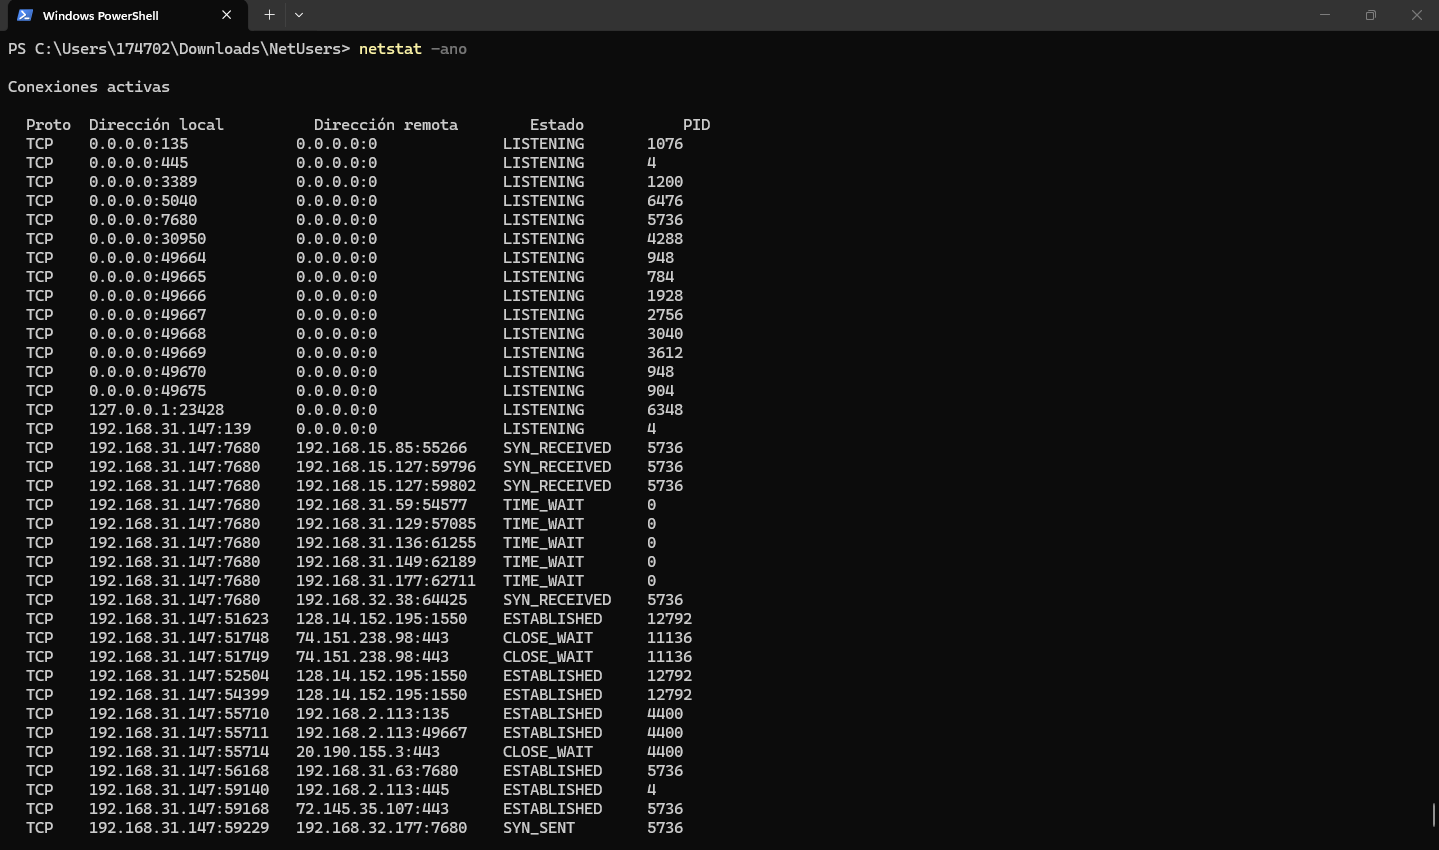 Windows PowerShell
PS C:\Users\174702\Downloads\NetUsers> netstat -ano
Conexiones activas
Proto  Dirección local          Dirección remota        Estado           PID
TCP    0.0.0.0:135            0.0.0.0:0              LISTENING       1076
TCP    0.0.0.0:445            0.0.0.0:0              LISTENING       4
TCP    0.0.0.0:3389           0.0.0.0:0              LISTENING       1200
TCP    0.0.0.0:5040           0.0.0.0:0              LISTENING       6476
TCP    0.0.0.0:7680           0.0.0.0:0              LISTENING       5736
TCP    0.0.0.0:30950          0.0.0.0:0              LISTENING       4288
TCP    0.0.0.0:49664          0.0.0.0:0              LISTENING       948
TCP    0.0.0.0:49665          0.0.0.0:0              LISTENING       784
TCP    0.0.0.0:49666          0.0.0.0:0              LISTENING       1928
TCP    0.0.0.0:49667          0.0.0.0:0              LISTENING       2756
TCP    0.0.0.0:49668          0.0.0.0:0              LISTENING       3040
TCP    0.0.0.0:49669          0.0.0.0:0              LISTENING       3612
TCP    0.0.0.0:49670          0.0.0.0:0              LISTENING       948
TCP    0.0.0.0:49675          0.0.0.0:0              LISTENING       904
TCP    127.0.0.1:23428        0.0.0.0:0              LISTENING       6348
TCP    192.168.31.147:139     0.0.0.0:0              LISTENING       4
TCP    192.168.31.147:7680    192.168.15.85:55266    SYN_RECEIVED    5736
TCP    192.168.31.147:7680    192.168.15.127:59796   SYN_RECEIVED    5736
TCP    192.168.31.147:7680    192.168.15.127:59802   SYN_RECEIVED    5736
TCP    192.168.31.147:7680    192.168.31.59:54577    TIME_WAIT       0
TCP    192.168.31.147:7680    192.168.31.129:57085   TIME_WAIT       0
TCP    192.168.31.147:7680    192.168.31.136:61255   TIME_WAIT       0
TCP    192.168.31.147:7680    192.168.31.149:62189   TIME_WAIT       0
TCP    192.168.31.147:7680    192.168.31.177:62711   TIME_WAIT       0
TCP    192.168.31.147:7680    192.168.32.38:64425    SYN_RECEIVED    5736
TCP    192.168.31.147:51623   128.14.152.195:1550    ESTABLISHED     12792
TCP    192.168.31.147:51748   74.151.238.98:443      CLOSE_WAIT      11136
TCP    192.168.31.147:51749   74.151.238.98:443      CLOSE_WAIT      11136
TCP    192.168.31.147:52504   128.14.152.195:1550    ESTABLISHED     12792
TCP    192.168.31.147:54399   128.14.152.195:1550    ESTABLISHED     12792
TCP    192.168.31.147:55710   192.168.2.113:135      ESTABLISHED     4400
TCP    192.168.31.147:55711   192.168.2.113:49667    ESTABLISHED     4400
TCP    192.168.31.147:55714   20.190.155.3:443       CLOSE_WAIT      4400
TCP    192.168.31.147:56168   192.168.31.63:7680     ESTABLISHED     5736
TCP    192.168.31.147:59140   192.168.2.113:445      ESTABLISHED     4
TCP    192.168.31.147:59168   72.145.35.107:443      ESTABLISHED     5736
TCP    192.168.31.147:59229   192.168.32.177:7680    SYN_SENT        5736